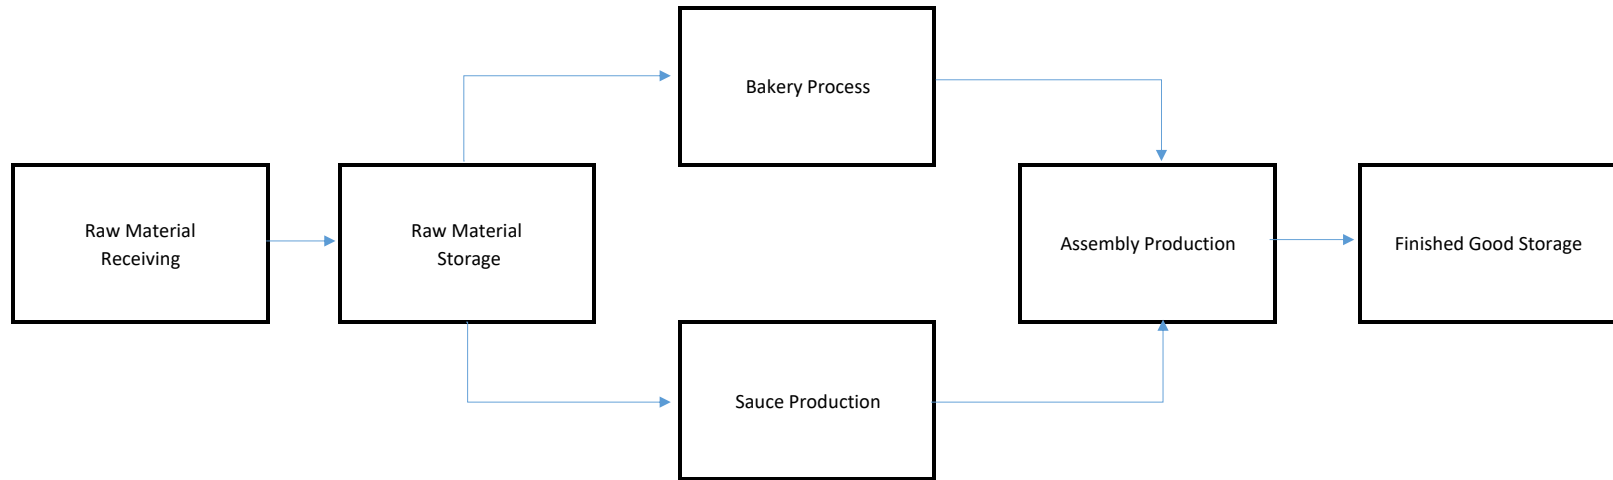 Bakery Process
Raw Material
Receiving
Raw Material
Storage
Assembly Production
Finished Good Storage
Sauce Production